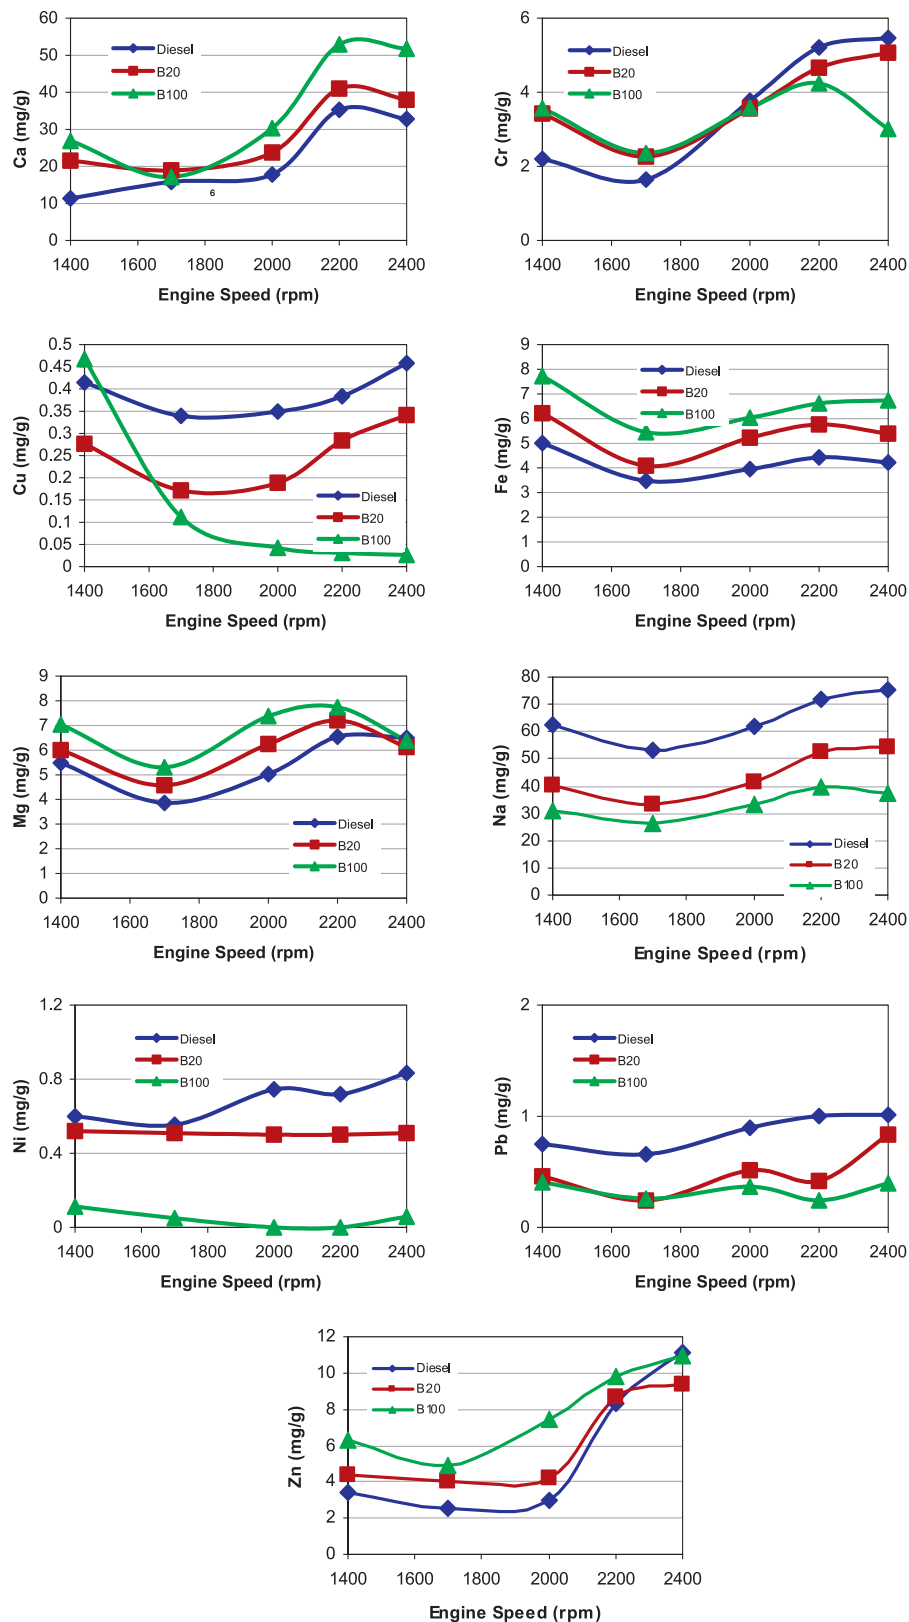 60
50
40
30
20
10
0
Ca (mg/g)
Diesel
B20
B100
6
1400 1600 1800 2000 2200 2400
Engine Speed (rpm)
6
4
2
0
Cr (mg/g)
Diesel
B20
B100
1400 1600 1800 2000 2200 2400
Engine Speed (rpm)
0.5
0.45
0.4
0.35
0.3
0.25
0.2
0.15
0.1
0.05
0
Cu (mg/g)
Diesel
B20
B100
1400 1600 1800 2000 2200 2400
Engine Speed (rpm)
9
8
7
6
5
4
3
2
1
0
Fe (mg/g)
Diesel
B20
B100
1400 1600 1800 2000 2200 2400
Engine Speed (rpm)
9
8
7
6
5
4
3
2
1
0
Mg (mg/g)
Diesel
B20
B100
1400 1600 1800 2000 2200 2400
Engine Speed (rpm)
80
70
60
50
40
30
20
10
0
Na (mg/g)
Diesel
B20
B100
1400 1600 1800 2000 2200 2400
Engine Speed (rpm)
1.2
0.8
0.4
0
Ni (mg/g)
Diesel
B20
B100
1400 1600 1800 2000 2200 2400
Engine Speed (rpm)
2
1
0
Pb (mg/g)
Diesel
B20
B100
1400 1600 1800 2000 2200 2400
Engine Speed (rpm)
12
10
8
6
4
2
0
Zn (mg/g)
Diesel
B20
B100
1400 1600 1800 2000 2200 2400
Engine Speed (rpm)